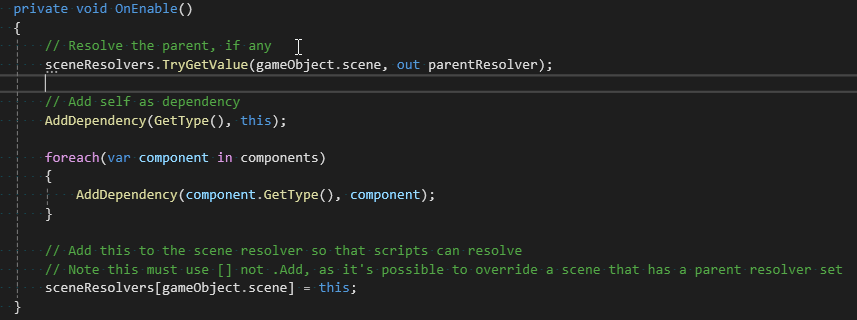 private void OnEnable()
{
// Resolve the parent, if any
sceneResolvers.TryGetValue(gameObject.scene, out parentResolver);
// Add self as dependency
AddDependency(GetType(), this);
foreach(var component in components)
{
AddDependency(component.GetType(), component);
}
// Add this to the scene resolver so that scripts can resolve
// Note this must use [] not .Add, as it's possible to override a scene that has a parent resolver set
sceneResolvers[gameObject.scene] = this;
}